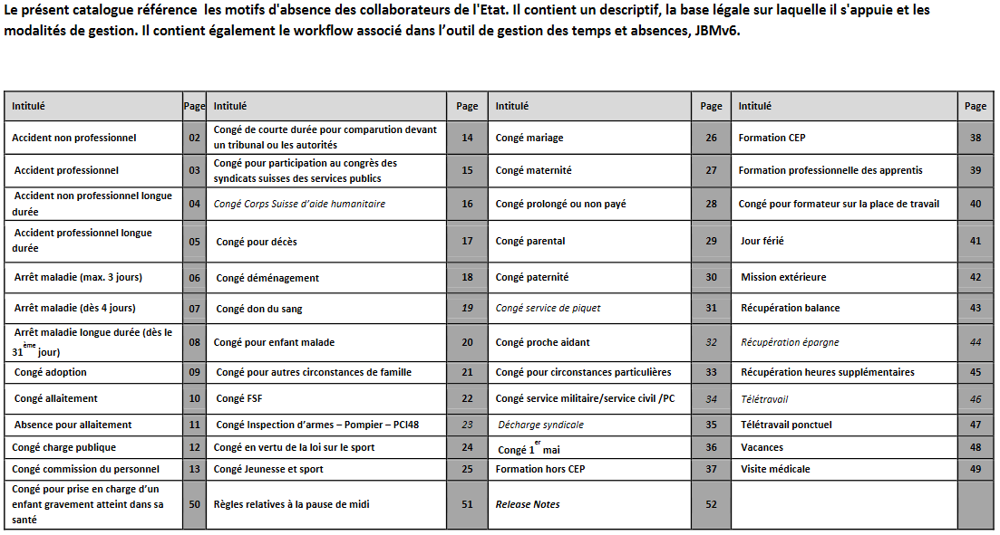 Le présent catalogue référence les motifs d'absence des collaborateurs de l'Etat. Il contient un descriptif, la base légale sur laquelle il s'appuie et les
modalités de gestion. Il contient également le workflow associé dans l’outil de gestion des temps et absences, JBMv6.
Intitulé Page Intitulé Page Intitulé Page Intitulé Page
Accident non professionnel 02
Congé de courte durée pour comparution devant
un tribunal ou les autorités 14
Congé mariage 26
Formation CEP 38
Accident professionnel 03
Congé pour participation au congrès des
syndicats suisses des services publics 15
Congé maternité 27
Formation professionnelle des apprentis 39
Accident non professionnel longue
durée 04
Congé Corps Suisse d’aide humanitaire 16
Congé prolongé ou non payé 28
Congé pour formateur sur la place de travail 40
Accident professionnel longue
durée 05
Congé pour décès 17
Congé parental 29
Jour férié 41
Arrêt maladie (max. 3 jours) 06
Congé déménagement 18
Congé paternité 30
Mission extérieure 42
Arrêt maladie (dès 4 jours) 07
Congé don du sang 19
Congé service de piquet 31
Récupération balance 43
Arrêt maladie longue durée (dès le
31ème jour) 08
Congé pour enfant malade 20
Congé proche aidant 32
Récupération épargne 44
Congé adoption 09
Congé pour autres circonstances de famille 21
Congé pour circonstances particulières 33
Récupération heures supplémentaires 45
Congé allaitement 10
Congé FSF 22
Congé service militaire/service civil /PC 34
Télétravail 46
Absence pour allaitement 11
Congé Inspection d’armes – Pompier – PCI48 23
Décharge syndicale 35
Télétravail ponctuel 47
Congé charge publique 12
Congé en vertu de la loi sur le sport 24
Congé 1er mai 36
Vacances 48
Congé commission du personnel 13
Congé Jeunesse et sport 25
Formation hors CEP 37
Visite médicale 49
Congé pour prise en charge d’un
enfant gravement atteint dans sa
santé 50
Règles relatives à la pause de midi 51
Release Notes 52